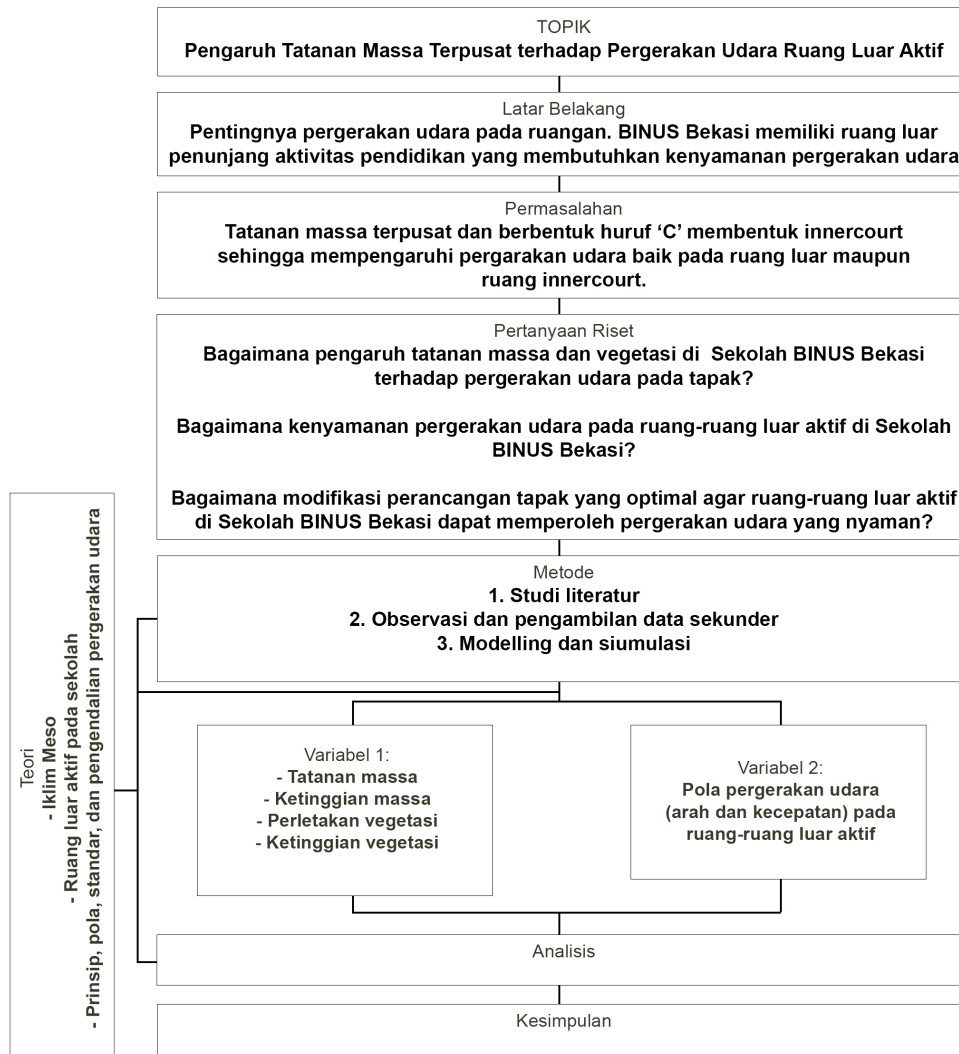 TOPIK
Pengaruh Tatanan Massa Terpusat terhadap Pergerakan Udara Ruang Luar Aktif
Latar Belakang
Pentingnya pergerakan udara pada ruangan. BINUS Bekasi memiliki ruang luar
penunjang aktivitas pendidikan yang membutuhkan kenyamanan pergerakan udara
Permasalahan
Tatanan massa terpusat dan berbentuk huruf ‘C’ membentuk innercourt
sehingga mempengaruhi pergarakan udara baik pada ruang luar maupun
ruang innercourt.
Pertanyaan Riset
Bagaimana pengaruh tatanan massa dan vegetasi di Sekolah BINUS Bekasi
terhadap pergerakan udara pada tapak?
Bagaimana kenyamanan pergerakan udara pada ruang-ruang luar aktif di Sekolah
BINUS Bekasi?
Bagaimana modifikasi perancangan tapak yang optimal agar ruang-ruang luar aktif
di Sekolah BINUS Bekasi dapat memperoleh pergerakan udara yang nyaman?
Teori
- Iklim Meso
- Ruang luar aktif pada sekolah
- Prinsip, pola, standar, dan pengendalian pergerakan udara
Metode
1. Studi literatur
2. Observasi dan pengambilan data sekunder
3. Modelling dan siumulasi
Variabel 1:
- Tatanan massa
- Ketinggian massa
- Perletakan vegetasi
- Ketinggian vegetasi
Variabel 2:
Pola pergerakan udara
(arah dan kecepatan) pada
ruang-ruang luar aktif
Analisis
Kesimpulan